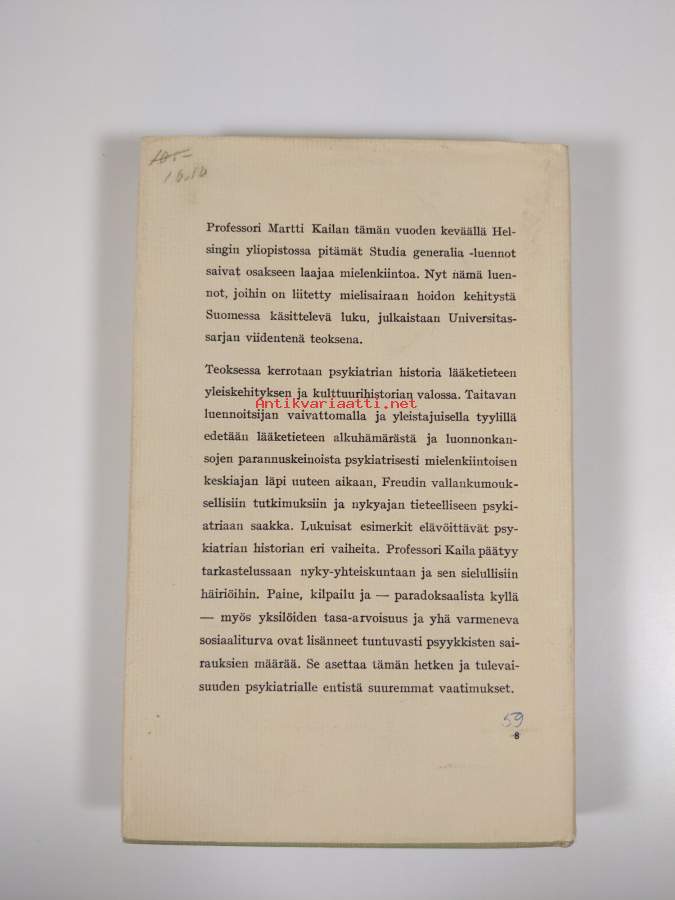 10:-
16.10
Professori Martti Kailan tämän vuoden keväällä Hel-
singin yliopistossa pitämät Studia generalia -luennot
saivat osakseen laajaa mielenkiintoa. Nyt nämä luen-
not, joihin on liitetty mielisairaan hoidon kehitystä
Suomessa käsittelevä luku, julkaistaan Universitas-
sarjan viidentenä teoksena.
Teoksessa kerrotaan psykiatrian historia lääketieteen
yleiskehityksen ja kulttuurihistorian valossa. Taitavan
Antikvariaatti.net
luennoitsijan vaivattomalla ja yleistajuisella tyylillä
edetään lääketieteen alkuhämärästä ja luonnonkan-
sojen parannuskeinoista psykiatrisesti mielenkiintoisen
keskiajan läpi uuteen aikaan, Freudin vallankumouk-
sellisiin tutkimuksiin ja nykyajan tieteelliseen psyki-
atriaan saakka. Lukuisat esimerkit elävöittävät psy-
kiatrian historian eri vaiheita. Professori Kaila päätyy
tarkastelussaan nyky-yhteiskuntaan ja sen sielullisiin
häiriöihin. Paine, kilpailu ja — paradoksaalista kyllä
— myös yksilöiden tasa-arvoisuus ja yhä varmeneva
sosiaaliturva ovat lisänneet tuntuvasti psyykkisten sai-
rauksien määrää. Se asettaa tämän hetken ja tulevai-
suuden psykiatrialle entistä suuremmat vaatimukset.
59
8